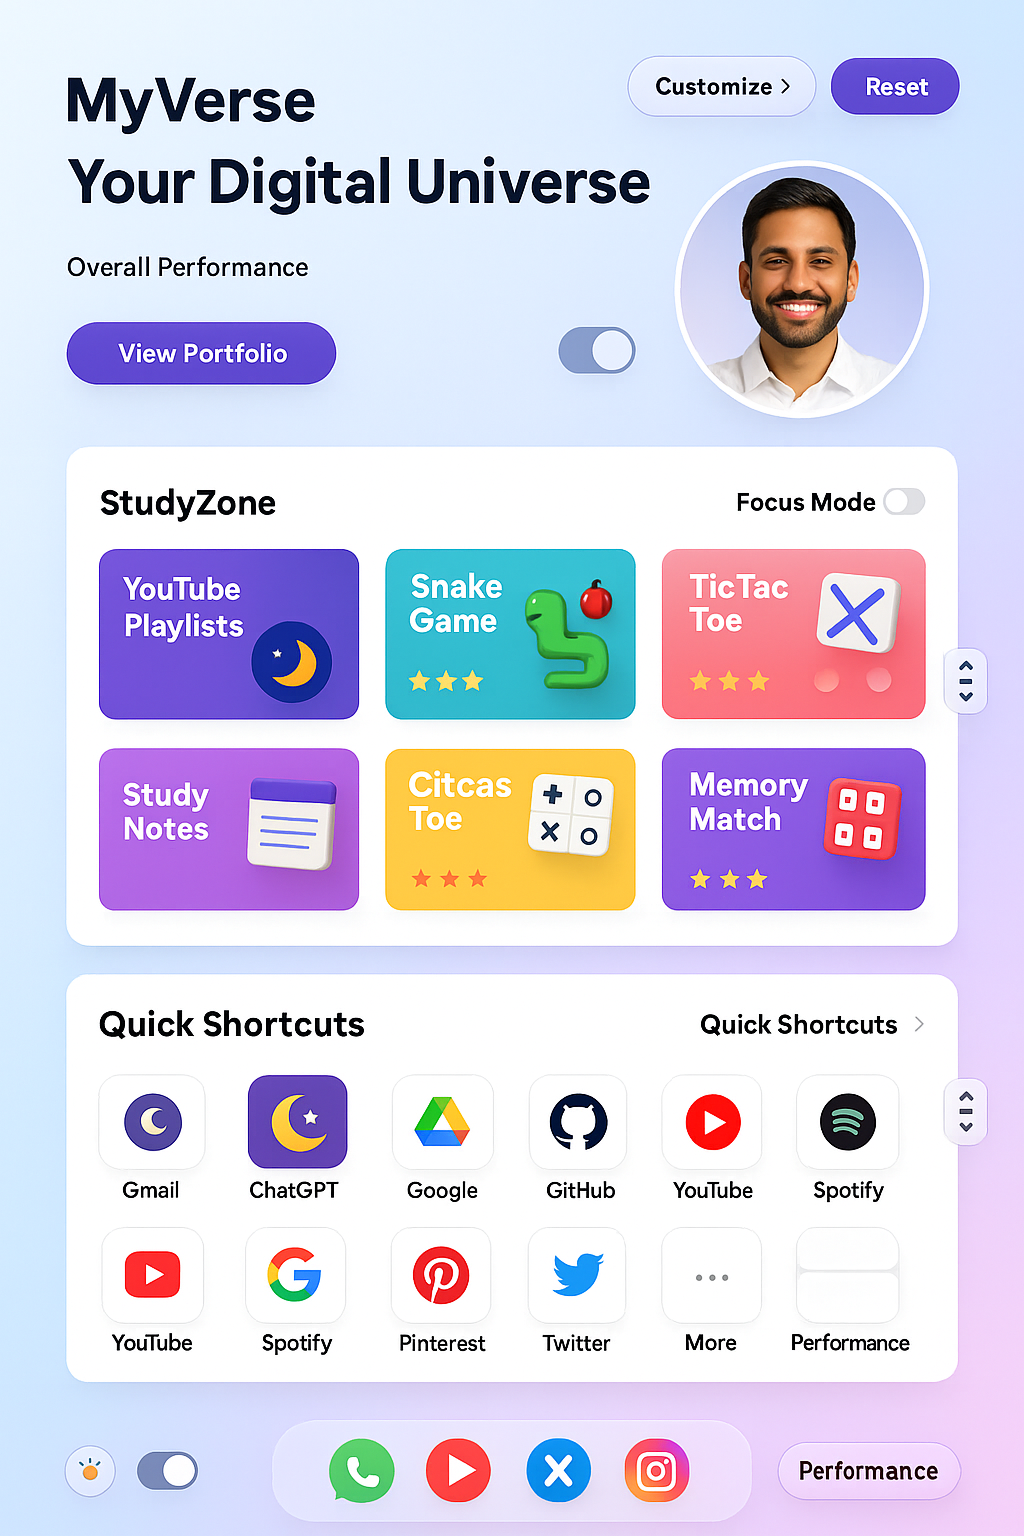 MyVerse
Customize
Reset
Your Digital Universe
Overall Performance
View Portfolio
StudyZone
Focus Mode
YouTube
Playlists
Snake
Game
TicTac
Toe
Study
Notes
Citcas
Toe
Memory
Match
Quick Shortcuts
Quick Shortcuts
Gmail
ChatGPT
Google
GitHub
YouTube
Spotify
YouTube
Spotify
Pinterest
Twitter
More
Performance
Performance